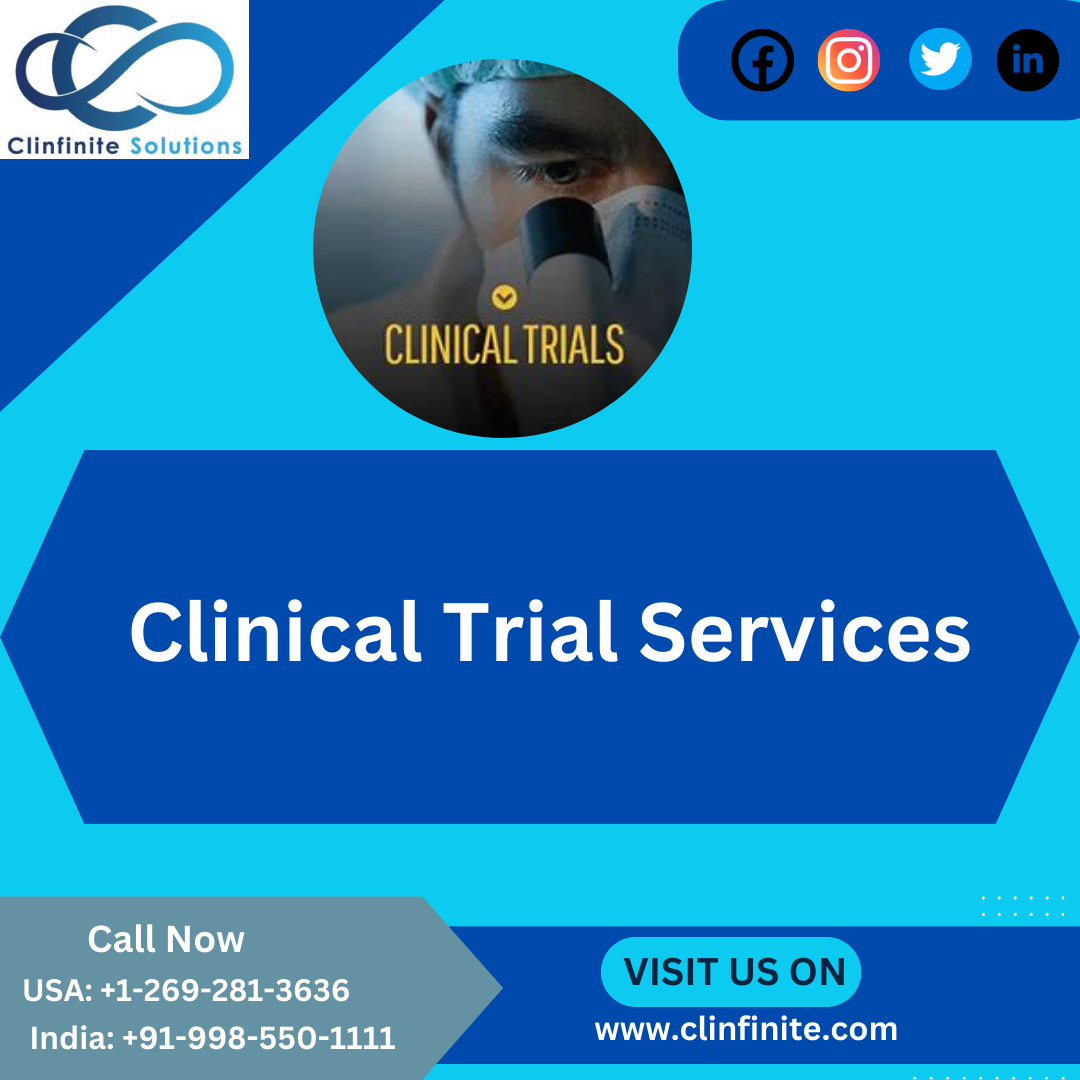 Clinfinite Solutions
CLINICAL TRIALS
Clinical Trial Services
Call Now
USA: +1-269-281-3636
India: +91-998-550-1111
VISIT US ON
www.clinfinite.com